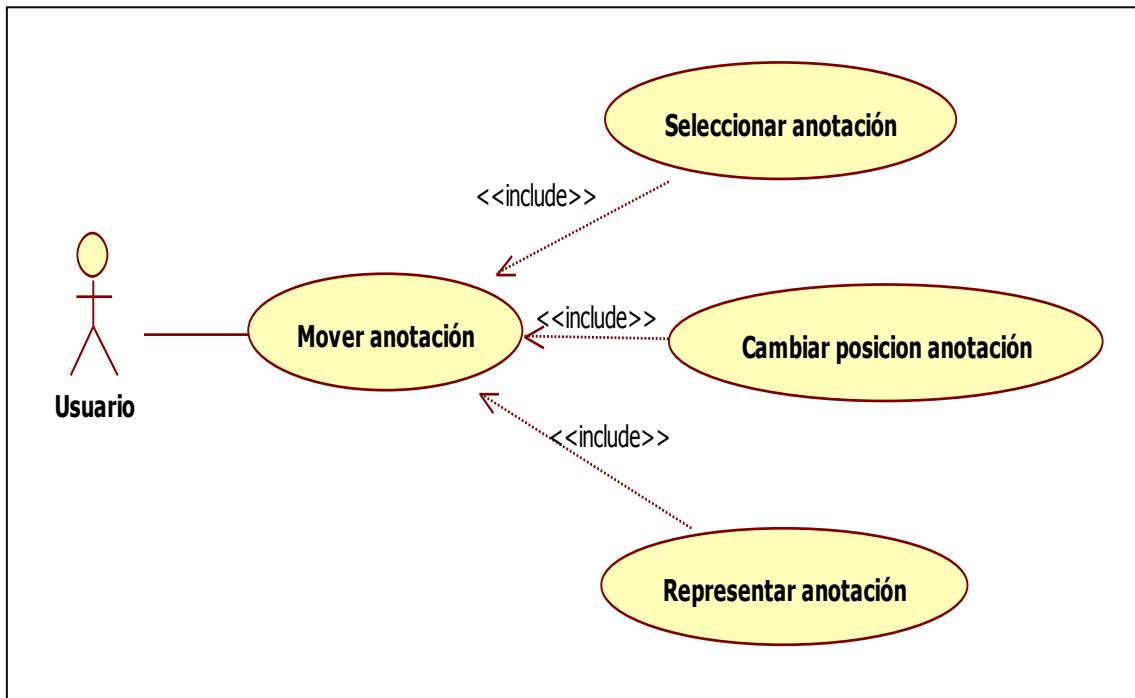 Seleccionar anotación
<<include>>
Mover anotación
<<include>>
Cambiar posicion anotación
Usuario
<<include>>
Representar anotación